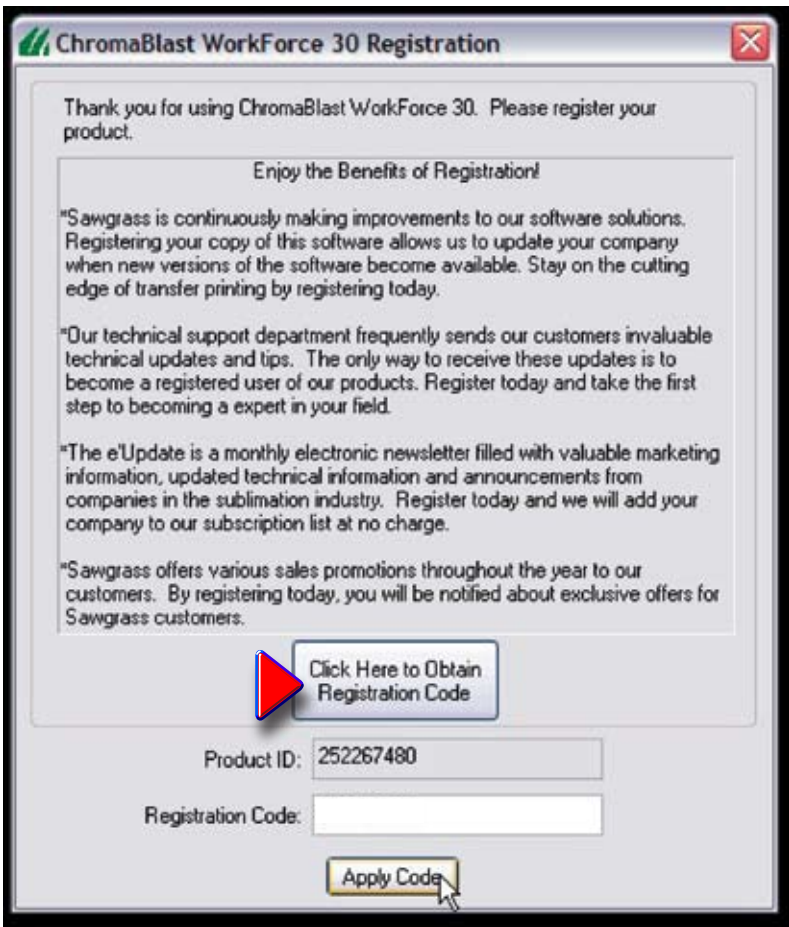 ChromaBlast WorkForce 30 Registration
Thank you for using ChromaBlast WorkForce 30. Please register your
product.
Enjoy the Benefits of Registration!
*Sawgrass is continuously making improvements to our software solutions.
Registering your copy of this software allows us to update your company
when new versions of the software become available. Stay on the cutting
edge of transfer printing by registering today.
*Our technical support department frequently sends our customers invaluable
technical updates and tips. The only way to receive these updates is to
become a registered user of our products. Register today and take the first
step to becoming a expert in your field.
*The e'Update is a monthly electronic newsletter filled with valuable marketing
information, updated technical information and announcements from
companies in the sublimation industry. Register today and we will add your
company to our subscription list at no charge.
*Sawgrass offers various sales promotions throughout the year to our
customers. By registering today, you will be notified about exclusive offers for
Sawgrass customers.
Click Here to Obtain
Registration Code
Product ID: 252267480
Registration Code:
Apply Code